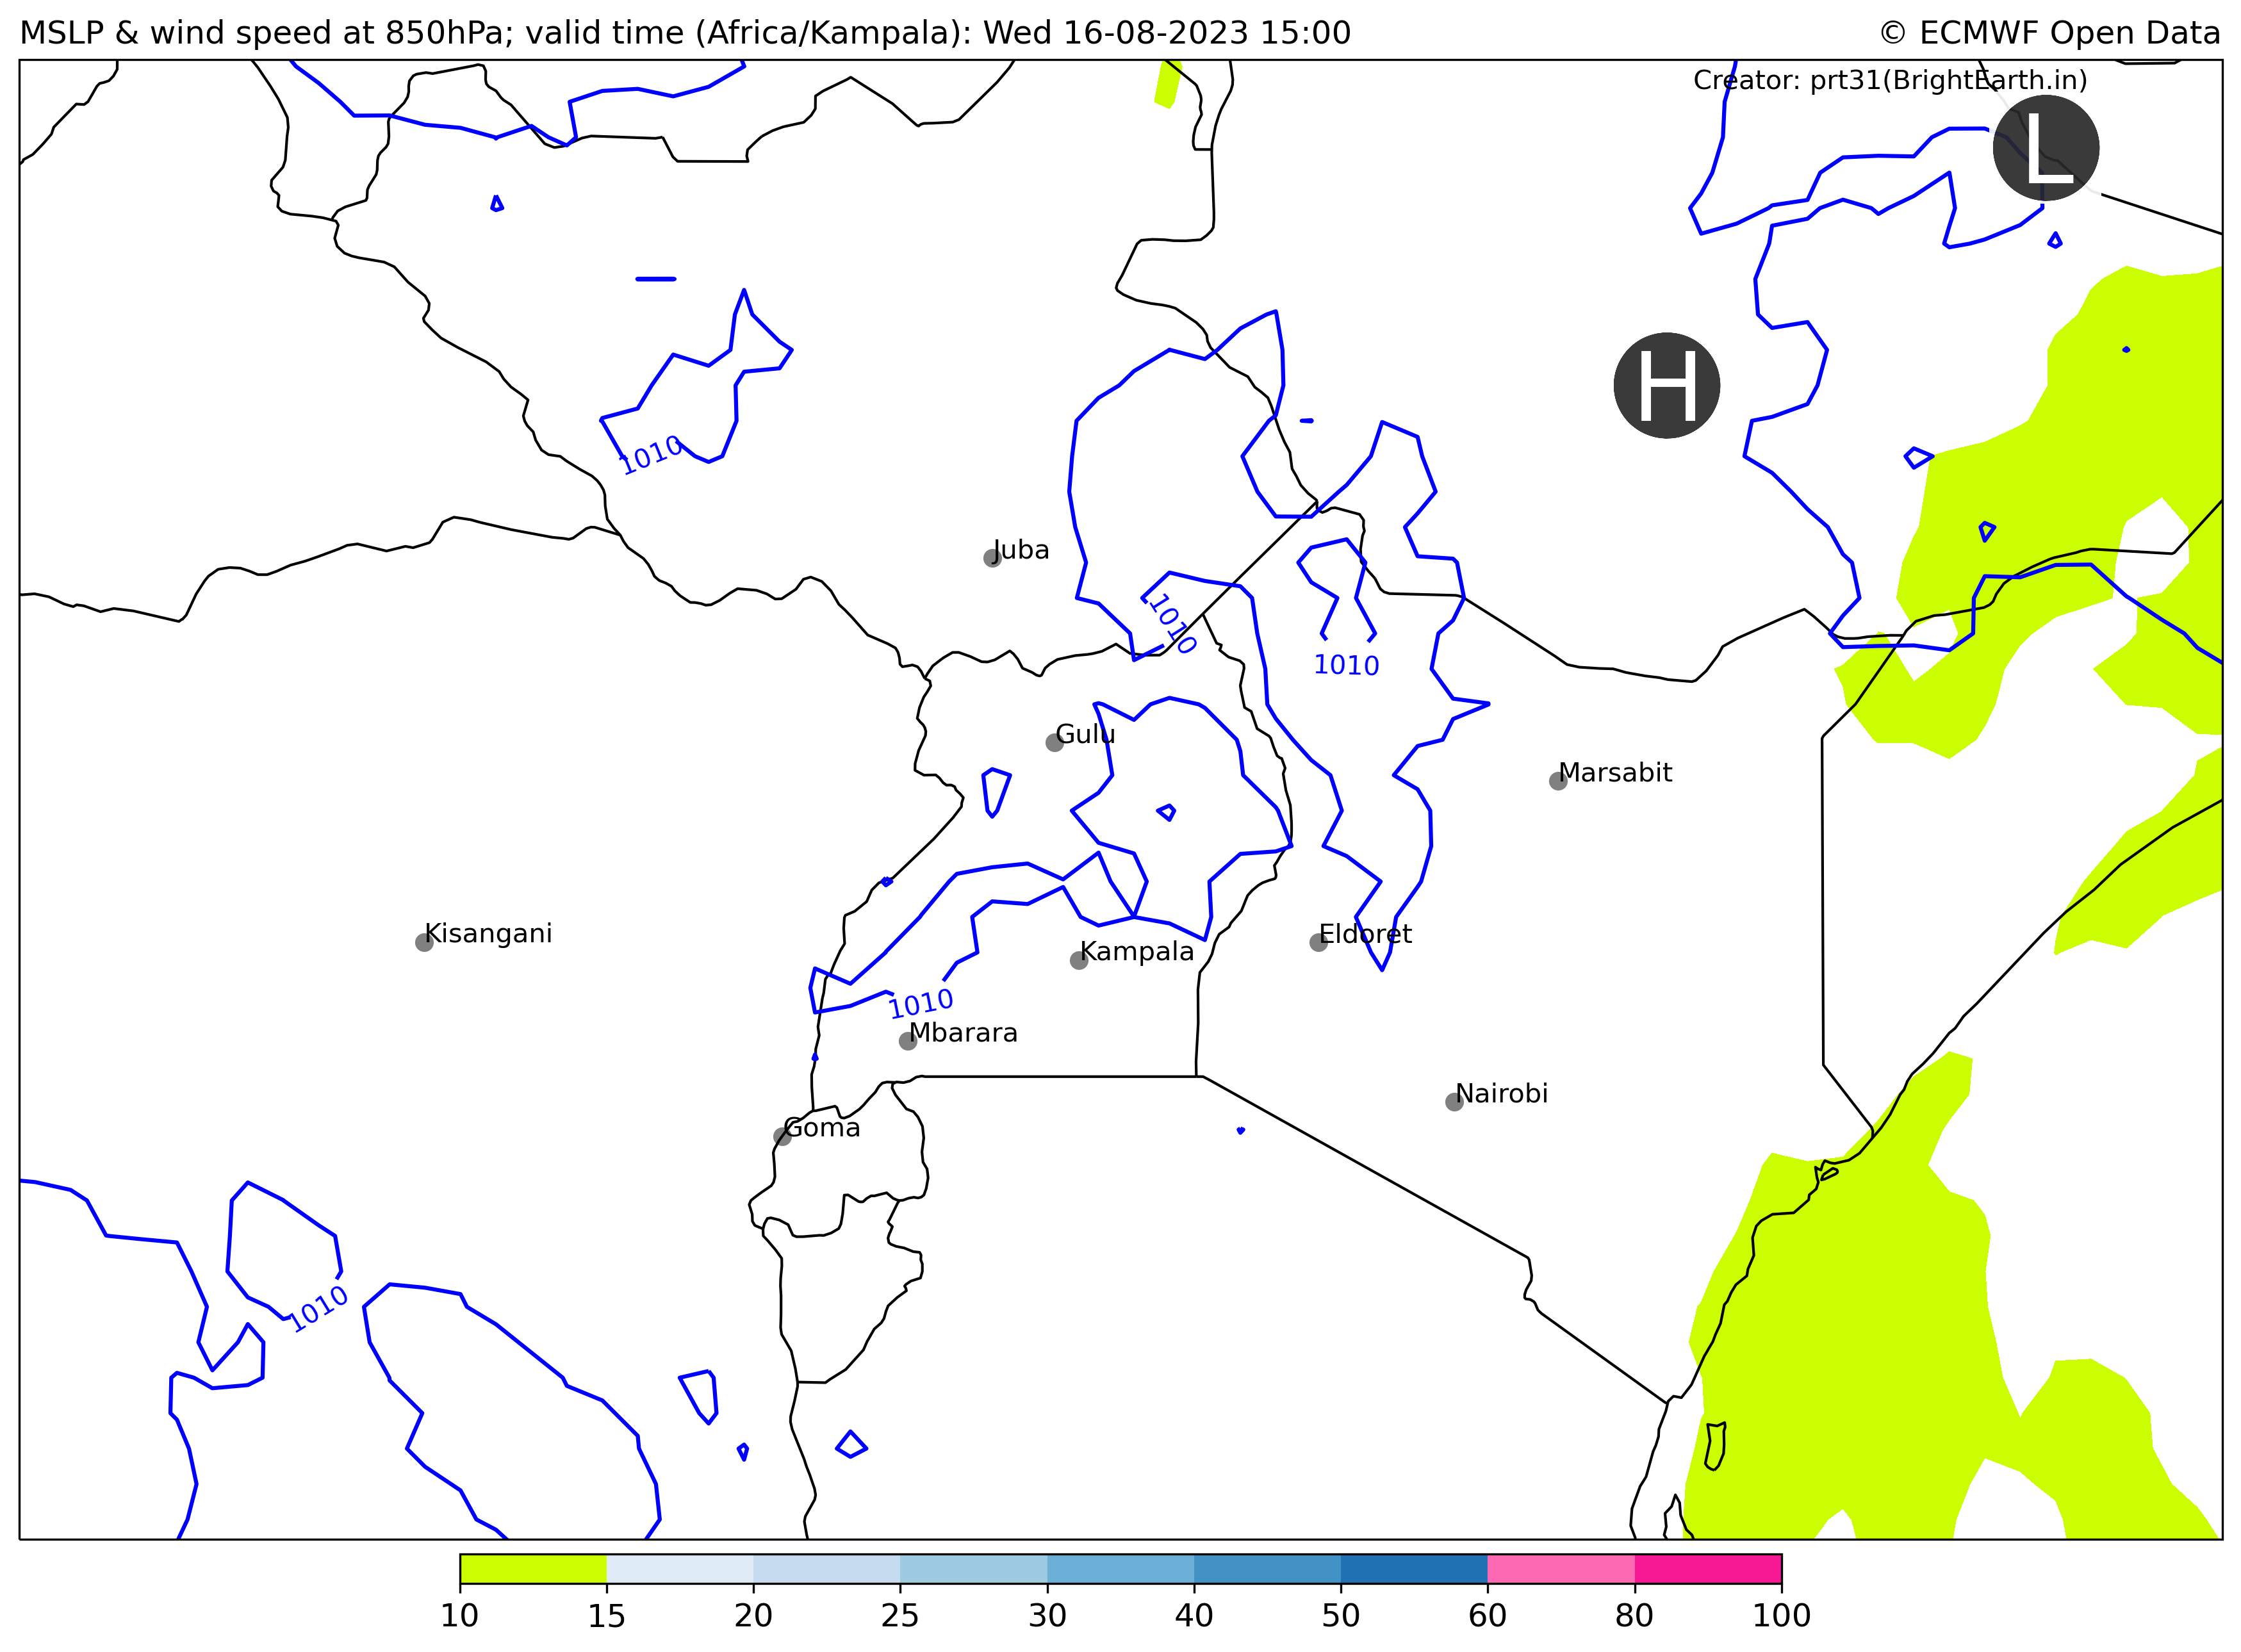 MSLP & wind speed at 850hPa; valid time (Africa/Kampala): Wed 16-08-2023 15:00
© ECMWF Open Data
Creator: prt31(BrightEarth.in)
L
H
1010
Juba
1010
1010
Gulu
Marsabit
Kisangani
Eldoret
Kampala
1010
Mbarara
Nairobi
Goma
1010
10 15 20 25 30 40 50 60 80 100